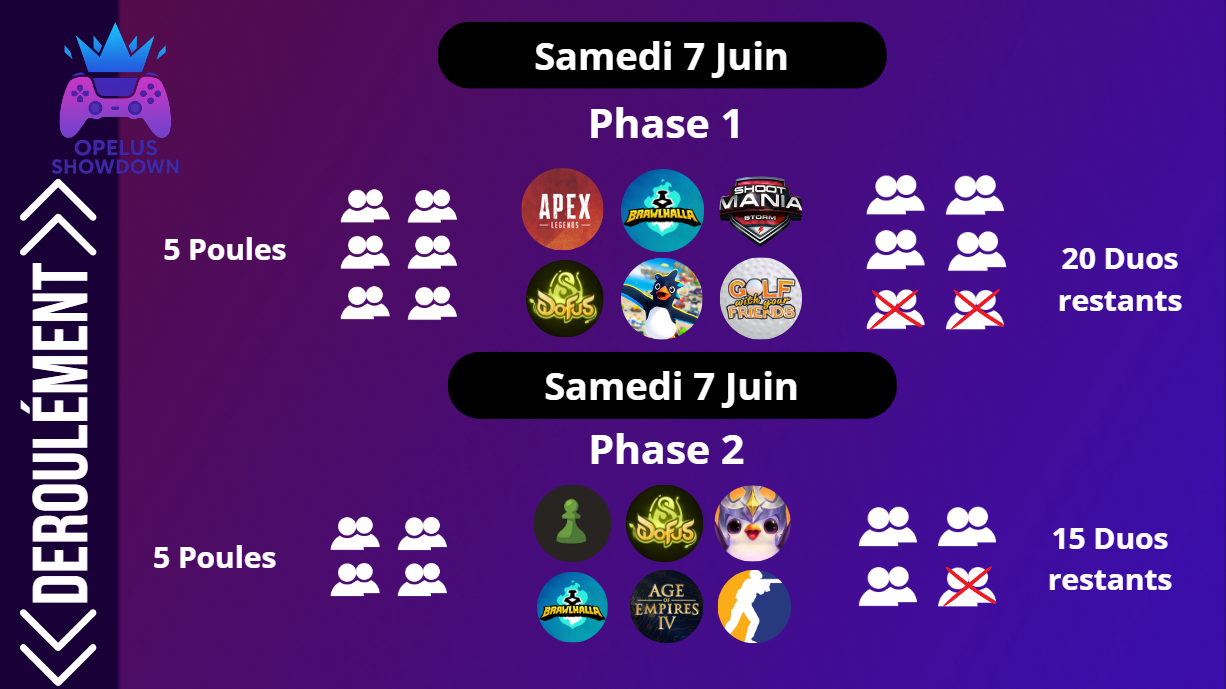 OPELUS
SHOWDOWN
DEROULÉMENT
Samedi 7 Juin
Phase 1
5 Poules
APEX
LEGENDS
BRAWLHALLA
SHOOT
MANIA
STORM
DOFUS
GOLF
with your
FRIENDS
20 Duos
restants
Samedi 7 Juin
Phase 2
5 Poules
DOFUS
BRAWLHALLA
AGE
OF
EMPIRES
IV
15 Duos
restants